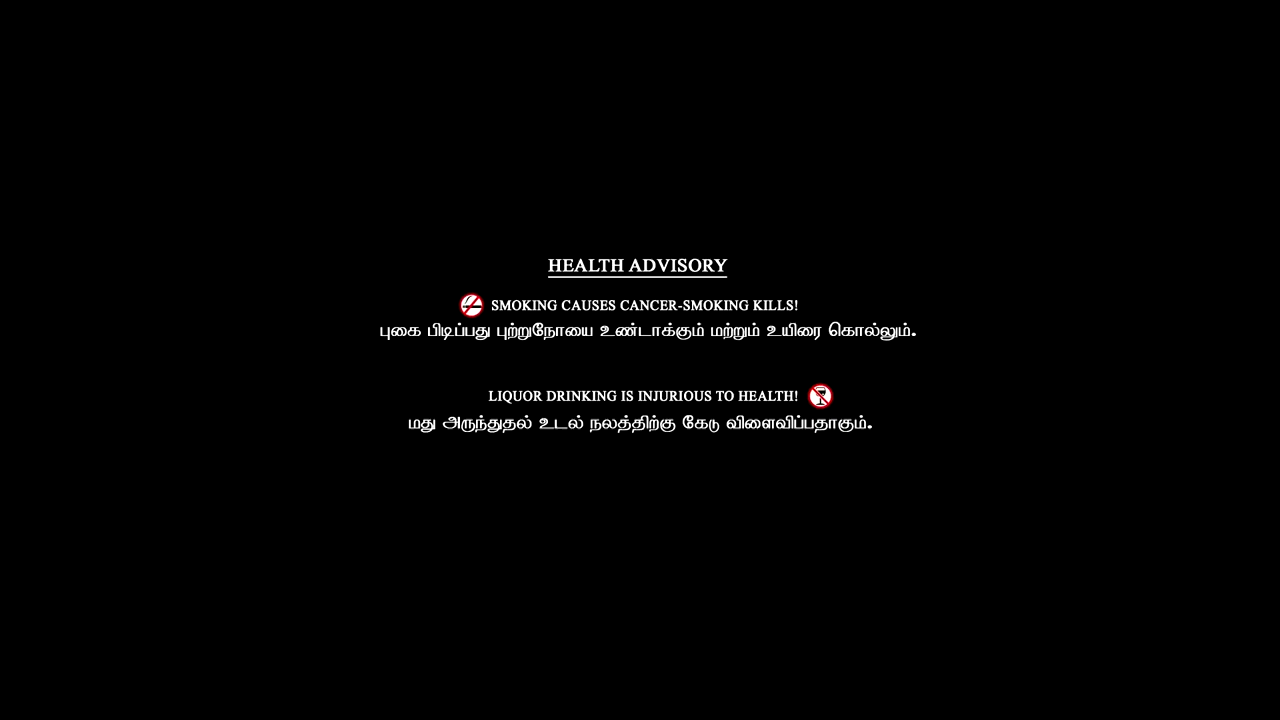 HEALTH ADVISORY
SMOKING CAUSES CANCER-SMOKING KILLS!
புகை பிடிப்பது புற்றுநோயை உண்டாக்கும் மற்றும் உயிரை கொல்லும்.
LIQUOR DRINKING IS INJURIOUS TO HEALTH!
மது அருந்துதல் உடல் நலத்திற்கு கேடு விளைவிப்பதாகும்.